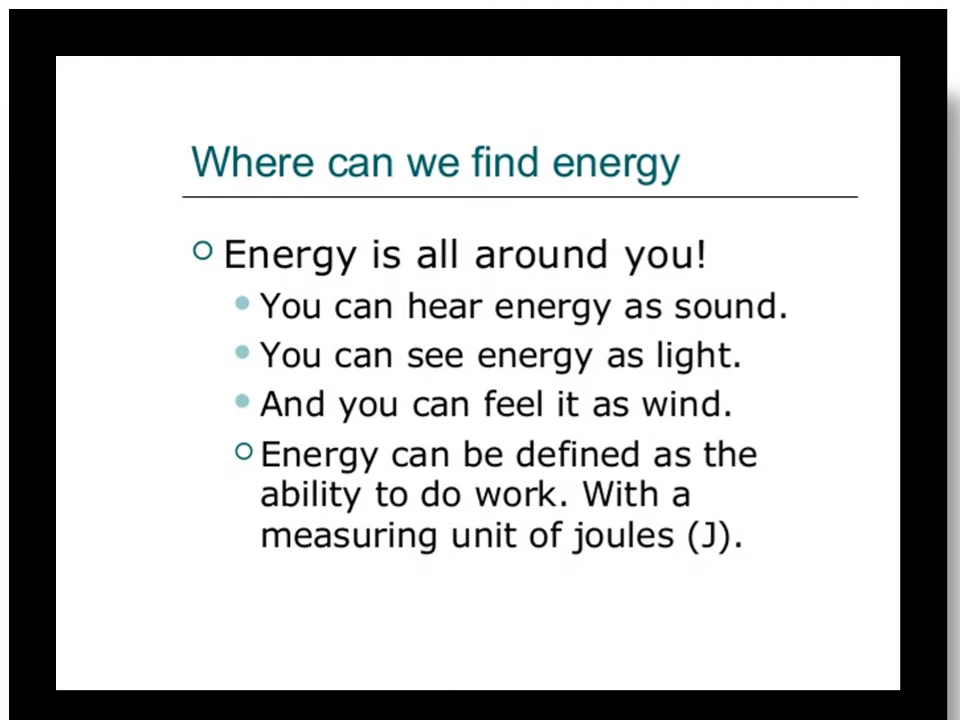 Where can we find energy
Energy is all around you!
You can hear energy as sound.
You can see energy as light.
And you can feel it as wind.
Energy can be defined as the
ability to do work. With a
measuring unit of joules (J).